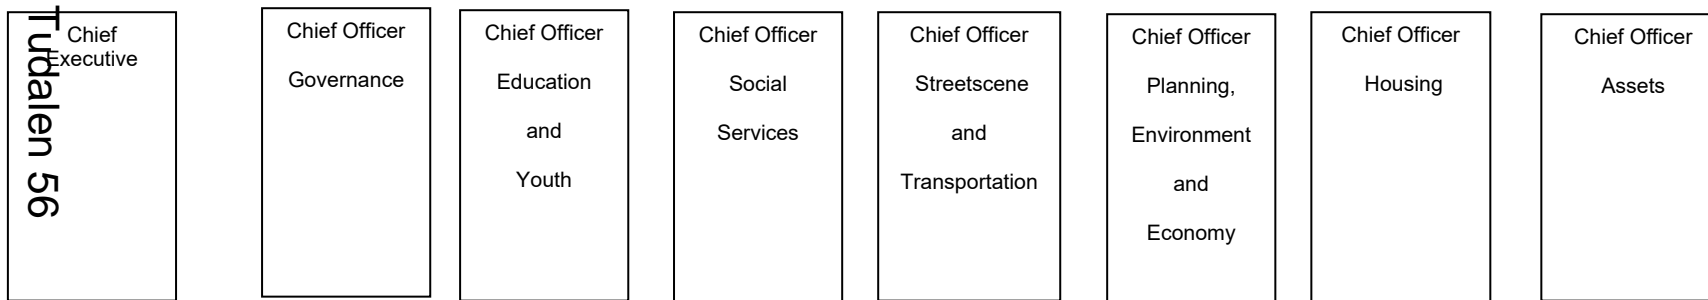 Tudalen 56
Chief
Executive
Chief Officer
Governance
Chief Officer
Education
and
Youth
Chief Officer
Social
Services
Chief Officer
Streetscene
and
Transportation
Chief Officer
Planning,
Environment
and
Economy
Chief Officer
Housing
Chief Officer
Assets